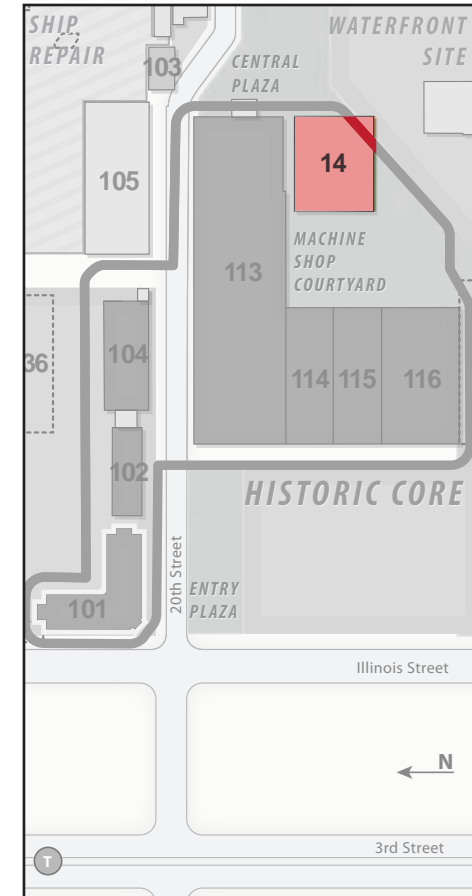 SHIP
REPAIR
WATERFRONT
SITE
103
CENTRAL
PLAZA
105
14
113
MACHINE
SHOP
COURTYARD
36
104
114
115
116
102
HISTORIC CORE
20th Street
ENTRY
PLAZA
101
Illinois Street
N
3rd Street
T